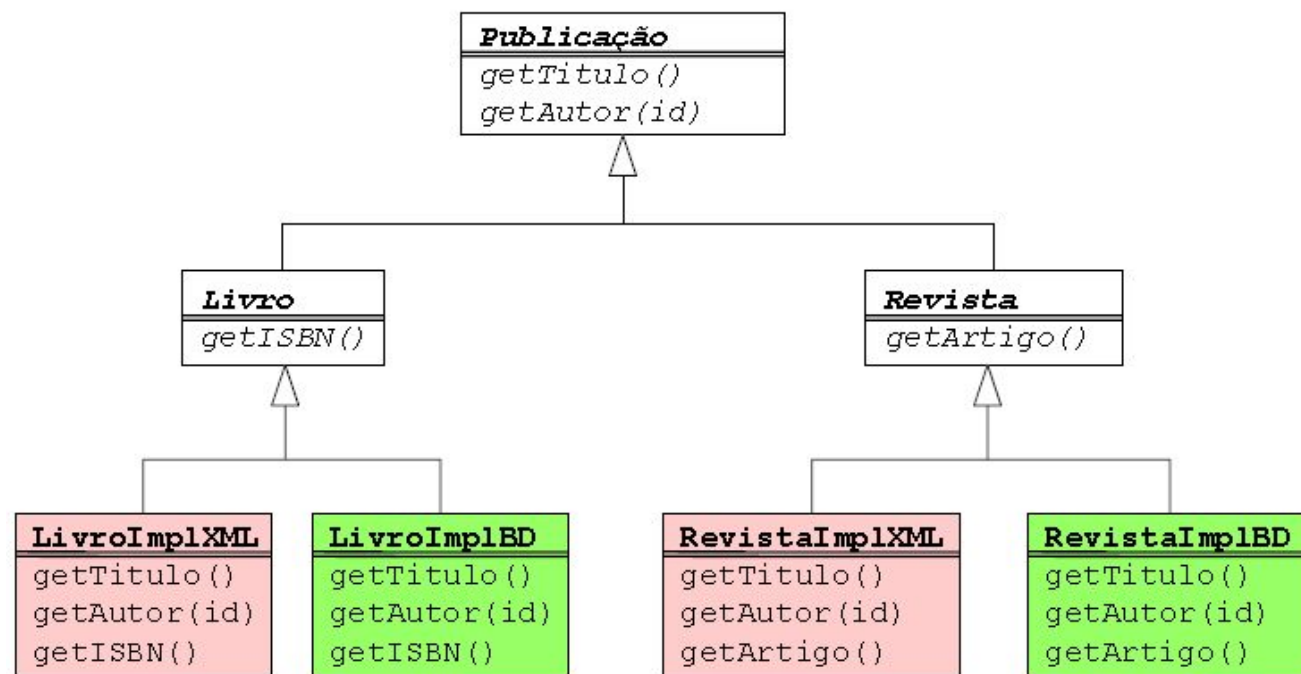 Publicação
getTitulo()
getAutor(id)
Livro
getISBN()
Revista
getArtigo()
LivroImplXML
getTitulo()
getAutor(id)
getISBN()
LivroImplBD
getTitulo()
getAutor(id)
getISBN()
RevistaImplXML
getTitulo()
getAutor(id)
getArtigo()
RevistaImplBD
getTitulo()
getAutor(id)
getArtigo()